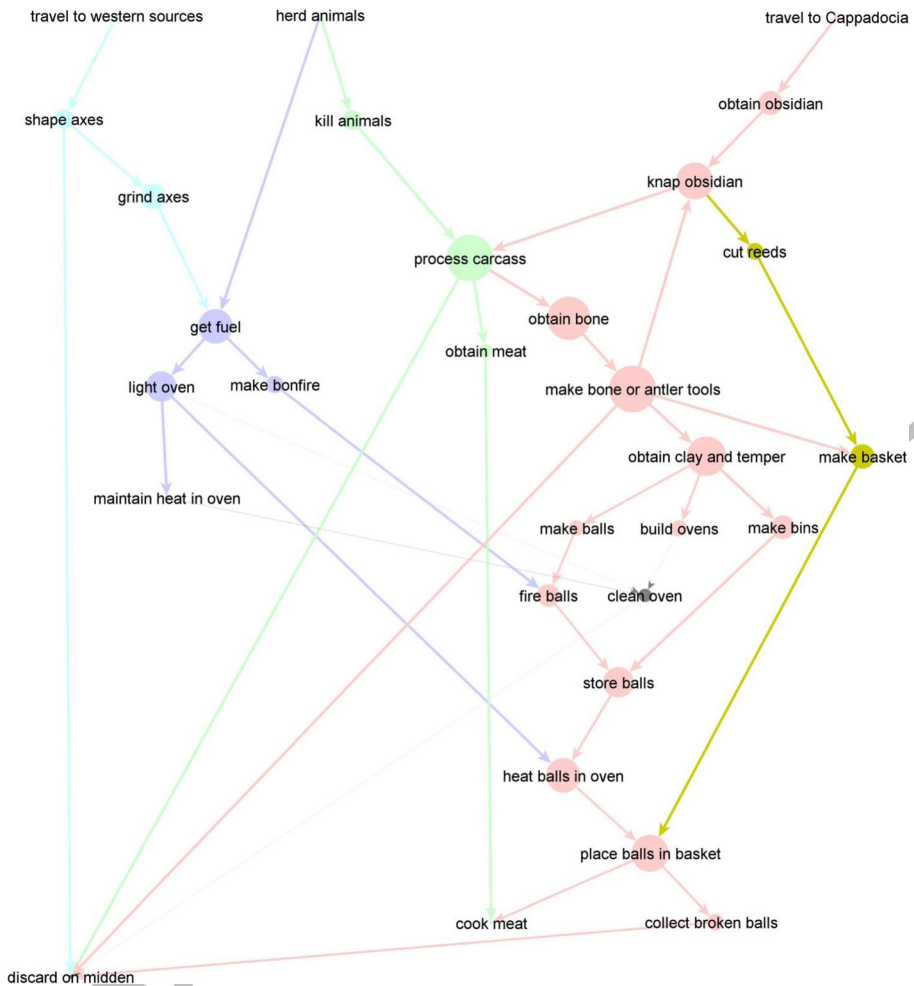 travel to western sources
herd animals
travel to Cappadocia
obtain obsidian
shape axes
kill animals
knap obsidian
grind axes
cut reeds
process carcass
obtain bone
get fuel
obtain meat
light oven
make bonfire
make bone or antler tools
obtain clay and temper
make basket
maintain heat in oven
make balls
build ovens
make bins
fire balls
clean oven
store balls
heat balls in oven
place balls in basket
cook meat
collect broken balls
discard on midden